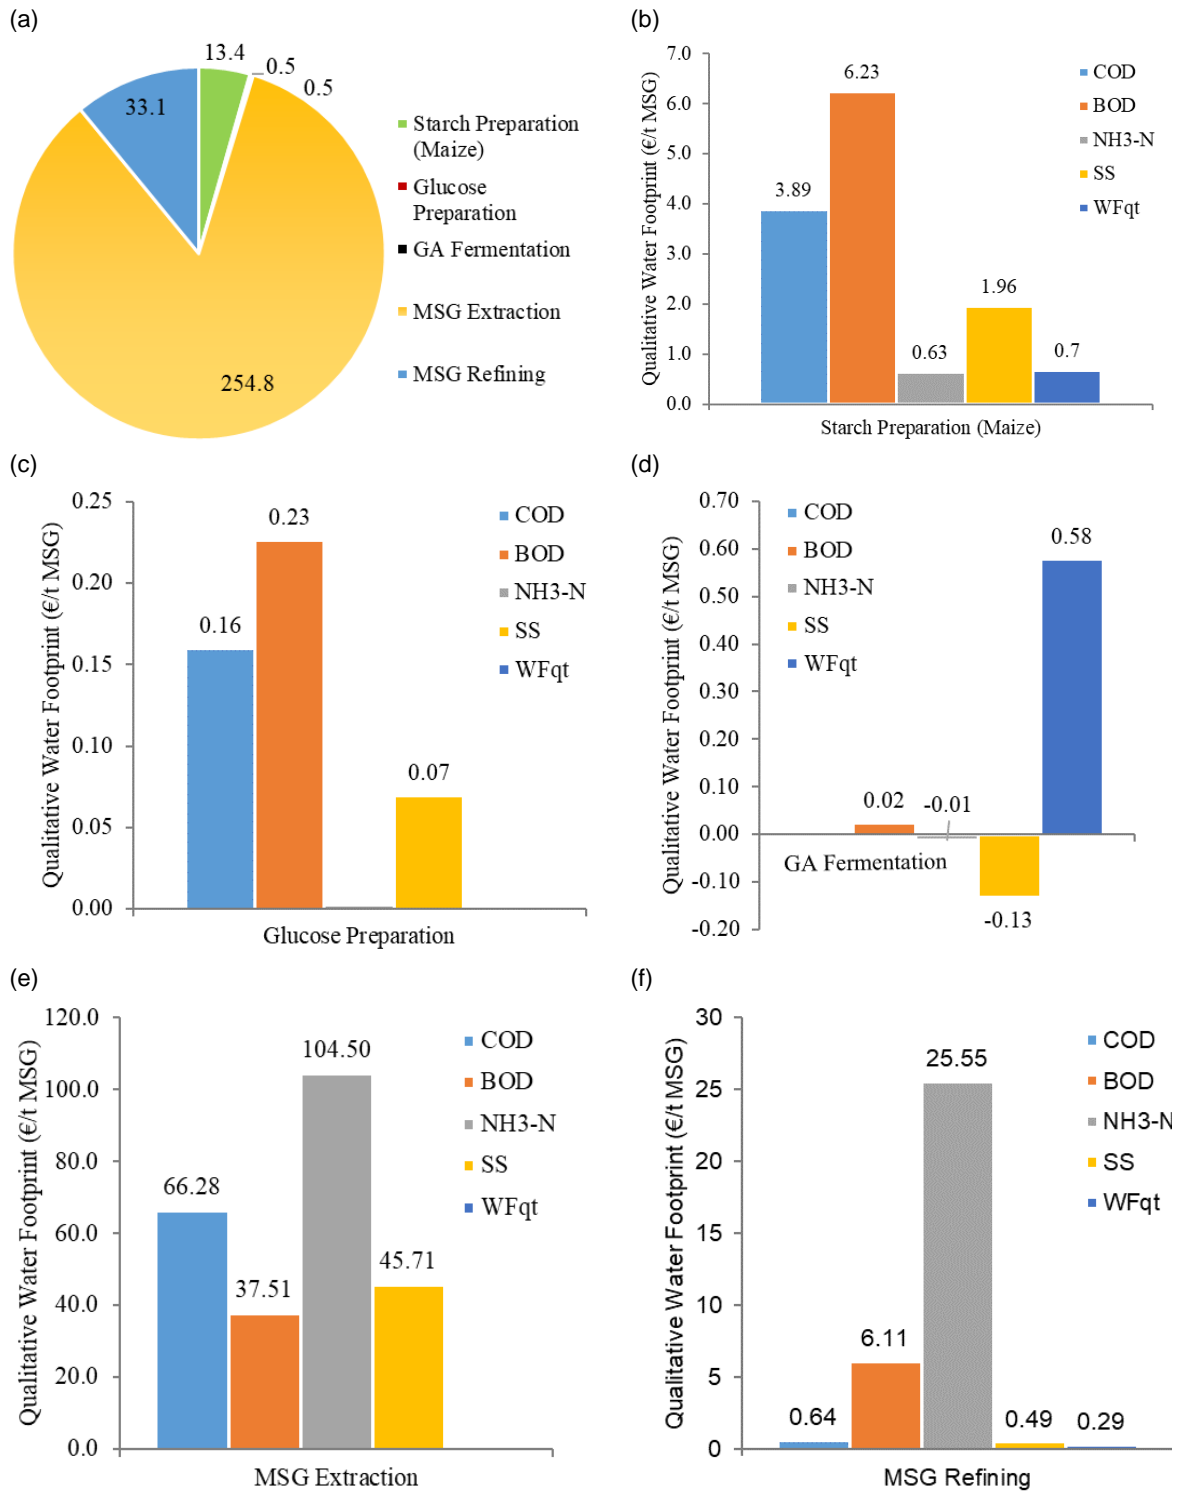 (a)
13.4
0.5
0.5
33.1
254.8
Starch Preparation
(Maize)
Glucose
Preparation
GA Fermentation
MSG Extraction
MSG Refining
(b)
Qualitative Water Footprint (€/t MSG)
7.0
6.0
5.0
4.0
3.0
2.0
1.0
0.0
3.89
6.23
0.63
1.96
0.7
COD
BOD
NH3-N
SS
WFqt
Starch Preparation (Maize)
(c)
Qualitative Water Footprint (€/t MSG)
0.25
0.20
0.15
0.10
0.05
0.00
0.16
0.23
0.07
COD
BOD
NH3-N
SS
WFqt
Glucose Preparation
(d)
Qualitative Water Footprint (€/t MSG)
0.70
0.60
0.50
0.40
0.30
0.20
0.10
0.00
-0.10
-0.20
COD
BOD
NH3-N
SS
WFqt
0.58
0.02
-0.01
-0.13
GA Fermentation
(e)
Qualitative Water Footprint (€/t MSG)
120.0
100.0
80.0
60.0
40.0
20.0
0.0
66.28
37.51
104.50
45.71
COD
BOD
NH3-N
SS
WFqt
MSG Extraction
(f)
Qualitative Water Footprint (€/t MSG)
30
25
20
15
10
5
0
0.64
6.11
25.55
0.49
0.29
COD
BOD
NH3-N
SS
WFqt
MSG Refining